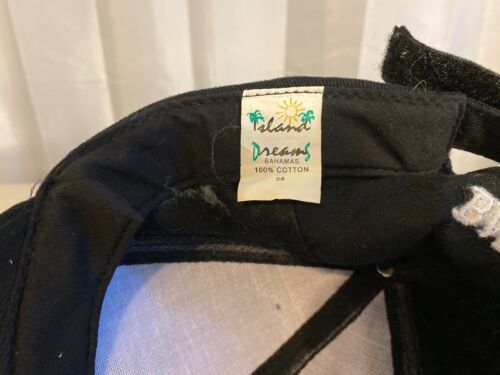 Island
Dreams
BAHAMAS
100% COTTON